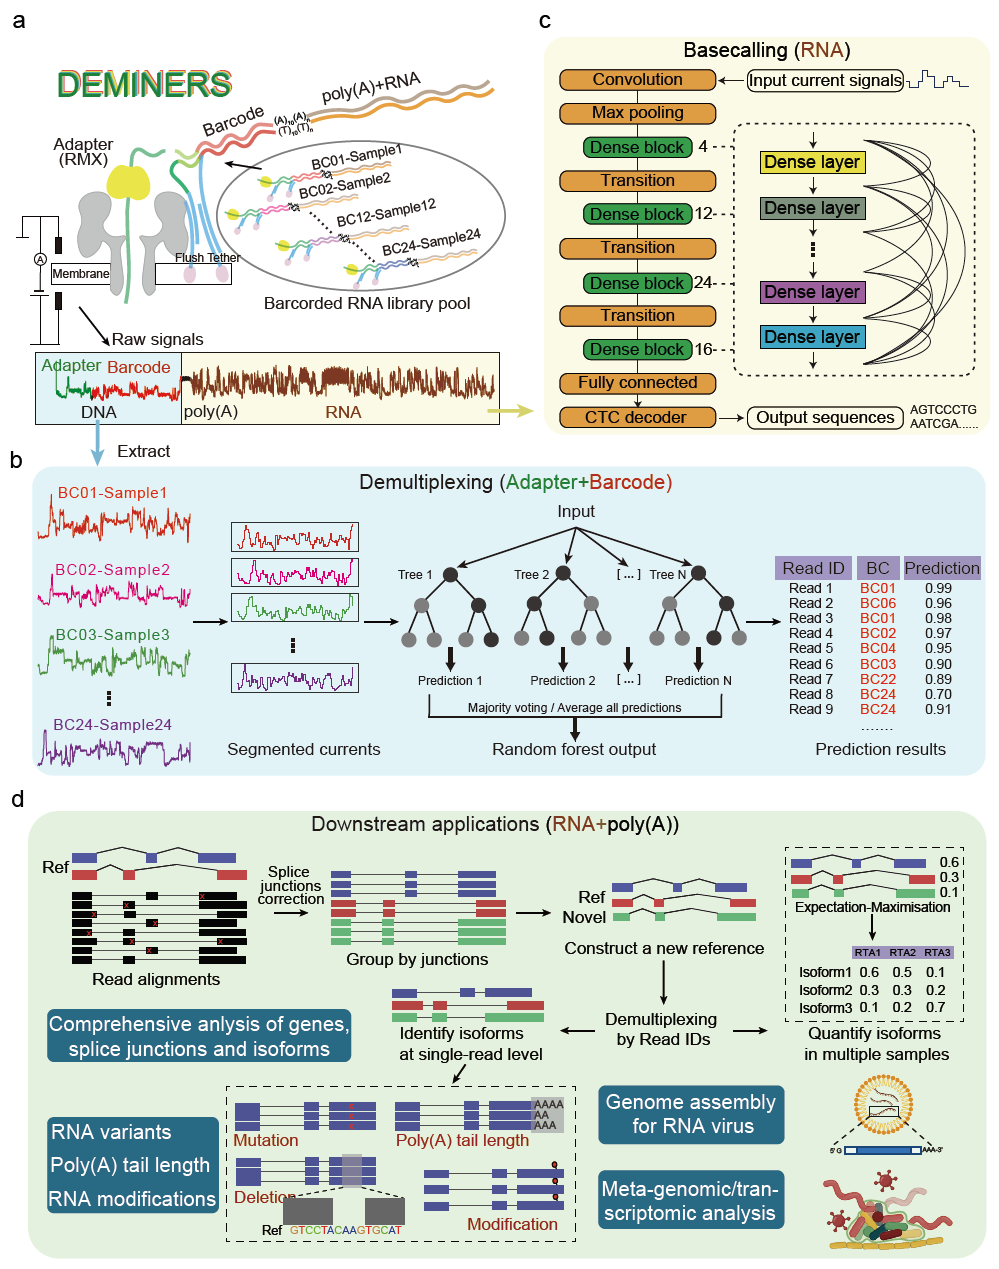 a
DEMINERS
poly(A)+RNA
Barcode
(A)10(A)n
(T)10(T)n
Adapter
(RMX)
BC01-Sample1
BC02-Sample2
BC12-Sample12
BC24-Sample24
A
Membrane
Flush Tether
Barcorded RNA library pool
Raw signals
Adapter Barcode
DNA
poly(A)
RNA
Extract
c
Basecalling (RNA)
Convolution
Input current signals
Max pooling
Dense block 4
Transition
Dense block 12
Transition
Dense block 24
Transition
Dense block 16
Fully connected
CTC decoder
Dense layer
Dense layer
Dense layer
Dense layer
Output sequences
AGTCCCTG
AATCGA......
b
Demultiplexing (Adapter+Barcode)
BC01-Sample1
BC02-Sample2
BC03-Sample3
BC24-Sample24
Segmented currents
Input
Tree 1
Tree 2
[ ... ]
Tree N
Prediction 1
Prediction 2
[ ... ]
Prediction N
Majority voting / Average all predictions
Random forest output
Read ID BC Prediction
Read 1 BC01 0.99
Read 2 BC06 0.96
Read 3 BC01 0.98
Read 4 BC02 0.97
Read 5 BC04 0.95
Read 6 BC03 0.90
Read 7 BC22 0.89
Read 8 BC24 0.70
Read 9 BC24 0.91
.......
Prediction results
d
Downstream applications (RNA+poly(A))
Ref
x
x
x
x
x
x
x
x
Read alignments
Splice
junctions
correction
Group by junctions
Ref
Novel
Construct a new reference
0.6
0.3
0.1
Expectation-Maximisation
RTA1 RTA2 RTA3
Isoform1 0.6 0.5 0.1
Isoform2 0.3 0.3 0.2
Isoform3 0.1 0.2 0.7
Quantify isoforms
in multiple samples
Demultiplexing
by Read IDs
Identify isoforms
at single-read level
Comprehensive anlysis of genes,
splice junctions and isoforms
RNA variants
Poly(A) tail length
RNA modifications
Mutation
AAAA
AA
AAA
Poly(A) tail length
Deletion
Ref GTCCTACAAGTGCAT
Modification
Genome assembly
for RNA virus
5' G
AAA-3'
Meta-genomic/tran-
scriptomic analysis